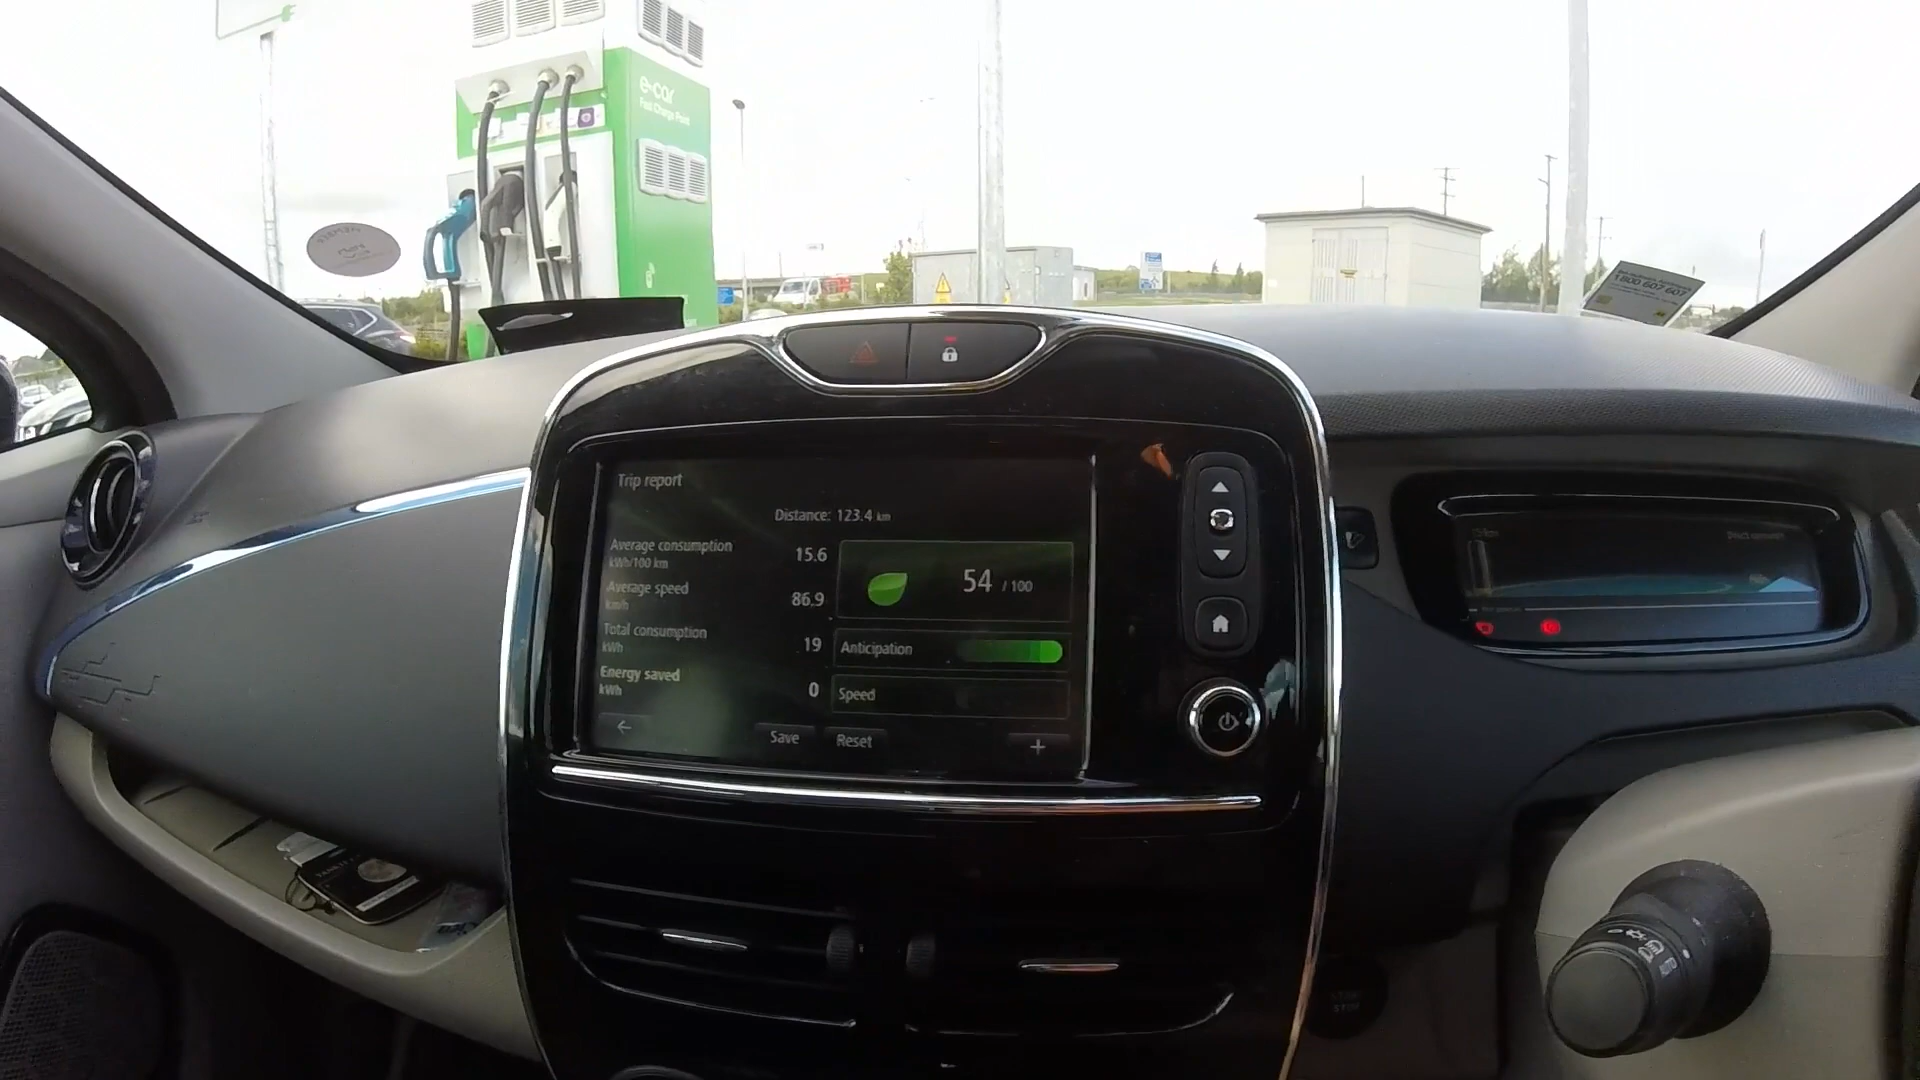 e-car
Fast Charge Point
1800 607 607
Trip report
Distance: 123.4 km
Average consumption 15.6
kWh/100 km
Average speed 86.9
km/h
Total consumption 19
kWh
Energy saved 0
kWh
54 / 100
Anticipation
Speed
Save
Reset